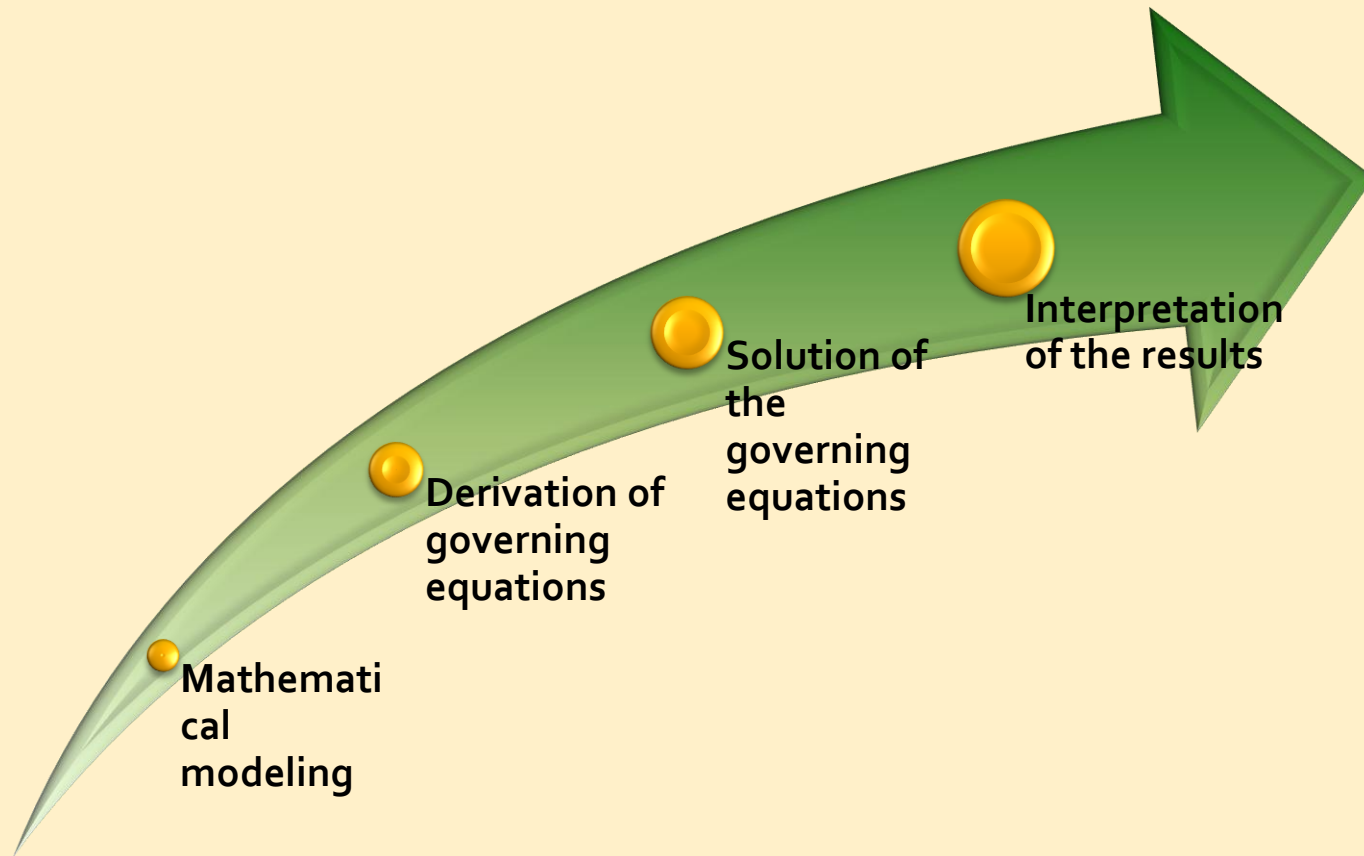 Mathemati
cal
modeling
Derivation of
governing
equations
Solution of
the
governing
equations
Interpretation
of the results